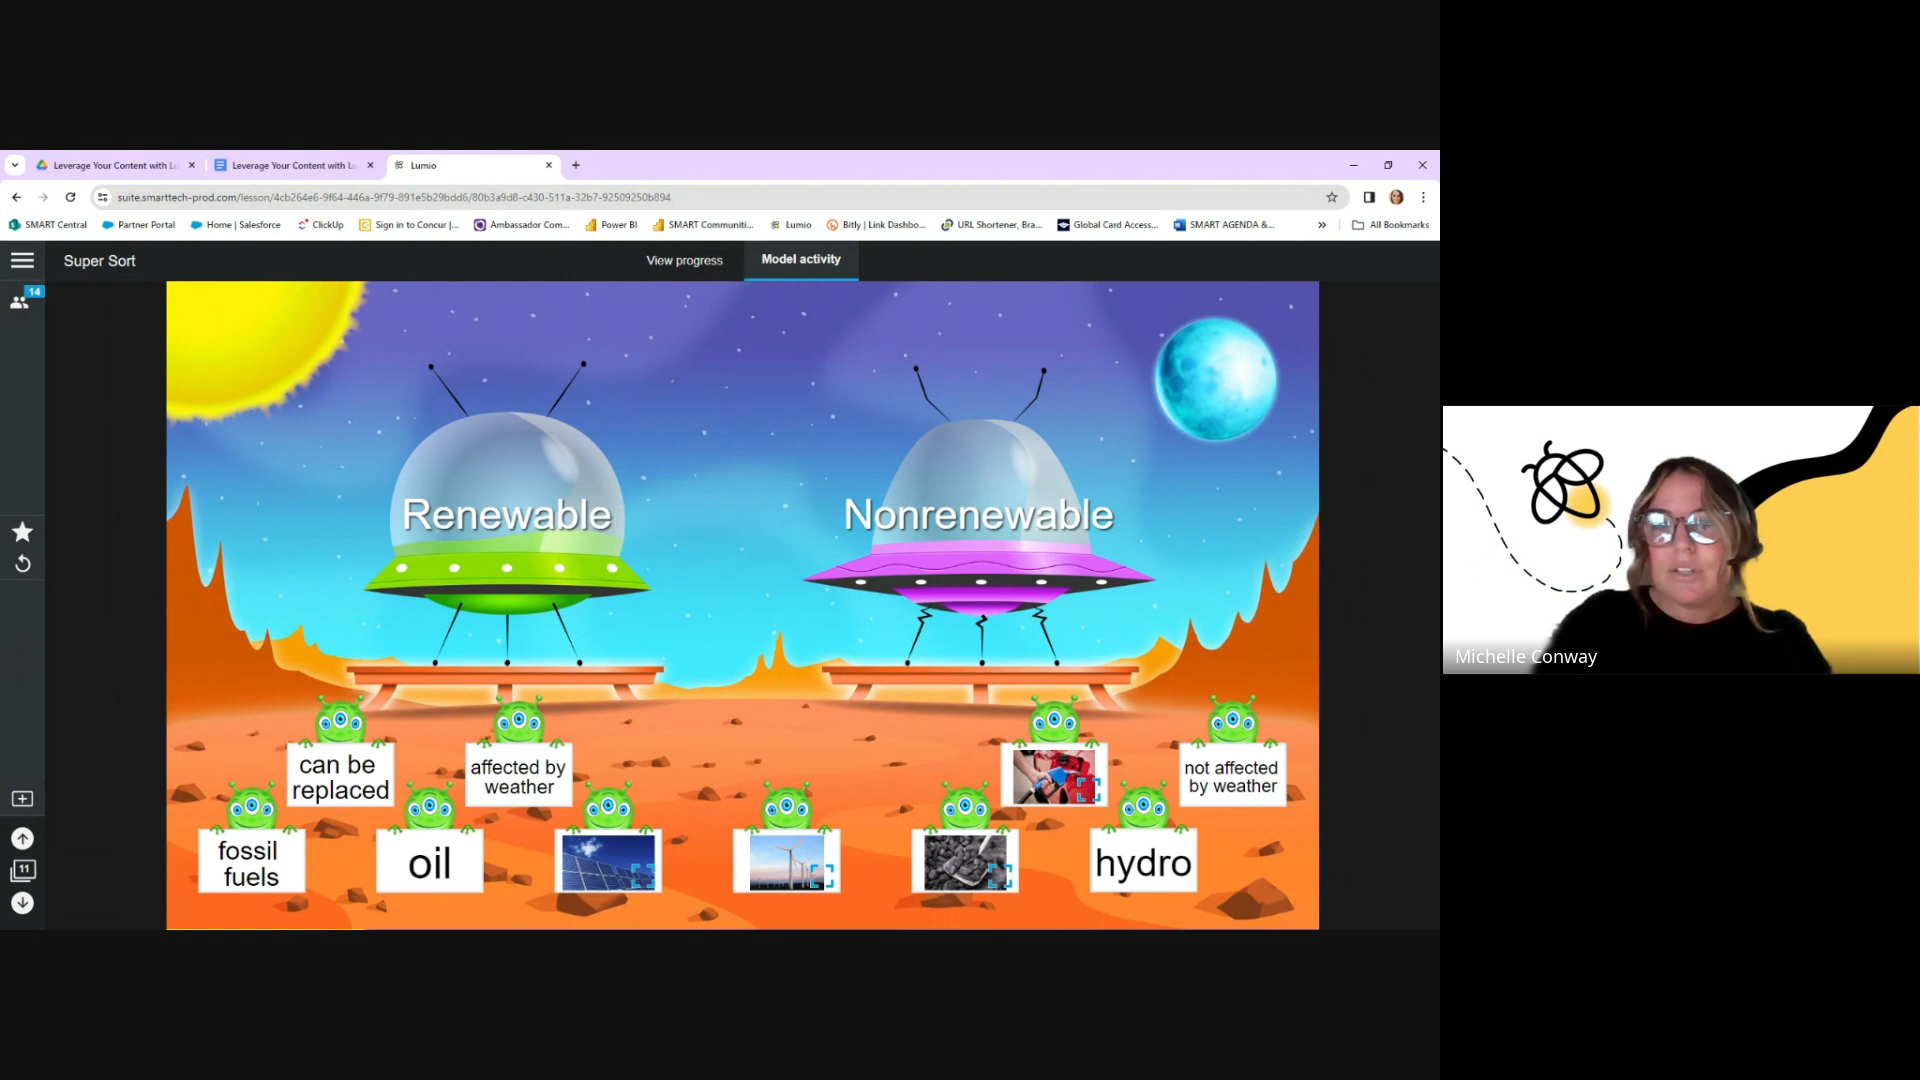 Leverage Your Content with Lu
Leverage Your Content with Lu
Lumio
suite.smarttech-prod.com/lesson/4cb264e6-9f64-446a-9f79-891e5b29bdd6/80b3a9d8-c430-511a-32b7-92509250b894
SMART Central
Partner Portal
Home | Salesforce
ClickUp
Sign in to Concur |...
Ambassador Com...
Power BI
SMART Communiti...
Lumio
Bitly | Link Dashbo...
URL Shortener, Bra...
Global Card Access...
SMART AGENDA &...
All Bookmarks
Super Sort
View progress
Model activity
14
Renewable
Nonrenewable
can be
replaced
affected by
weather
not affected
by weather
fossil
fuels
oil
hydro
11
Michelle Conway